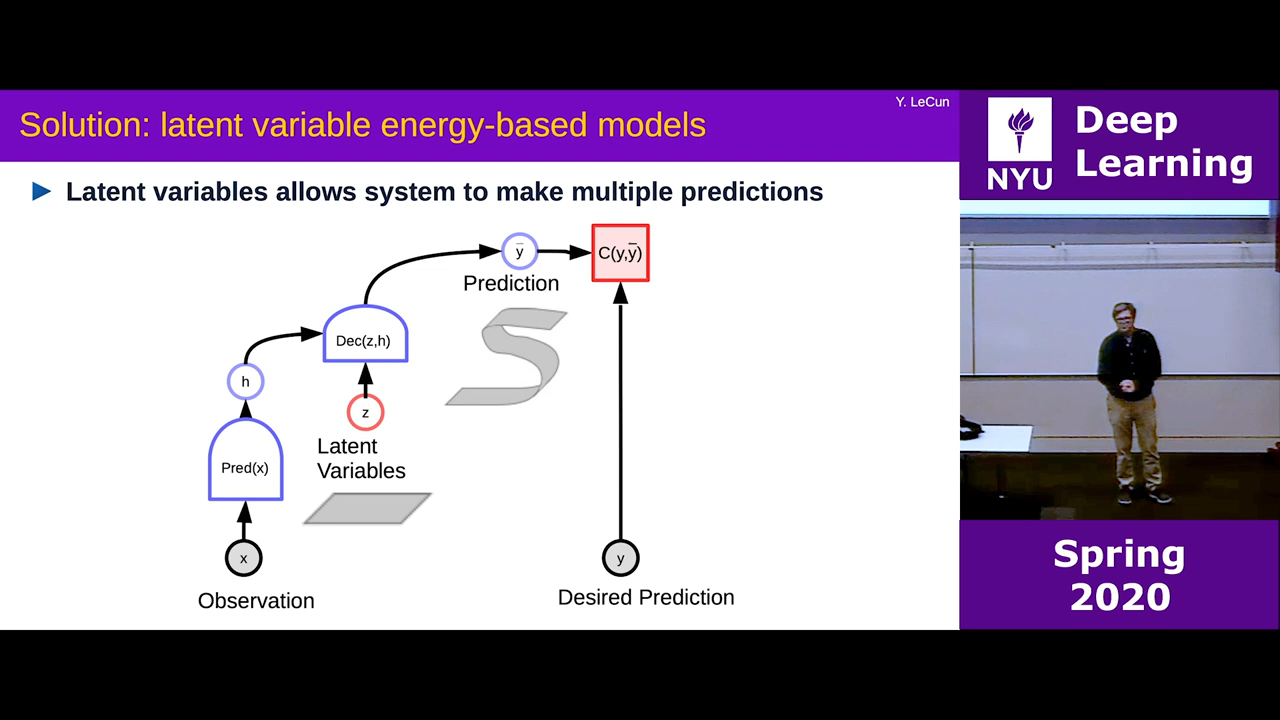 Y. LeCun
Solution: latent variable energy-based models
► Latent variables allows system to make multiple predictions
ȳ
C(y,ȳ)
Prediction
Dec(z,h)
h
z
Latent
Variables
Pred(x)
x
y
Observation
Desired Prediction
NYU
Deep
Learning
Spring
2020